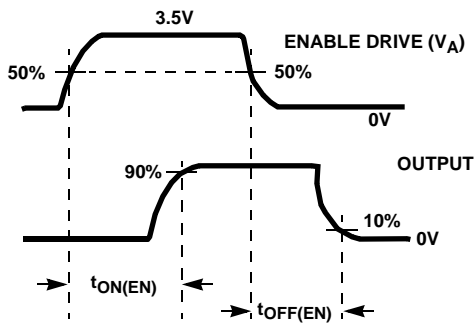 3.5V
ENABLE DRIVE (VA)
50%
50%
0V
OUTPUT
90%
10%
0V
tON(EN)
tOFF(EN)